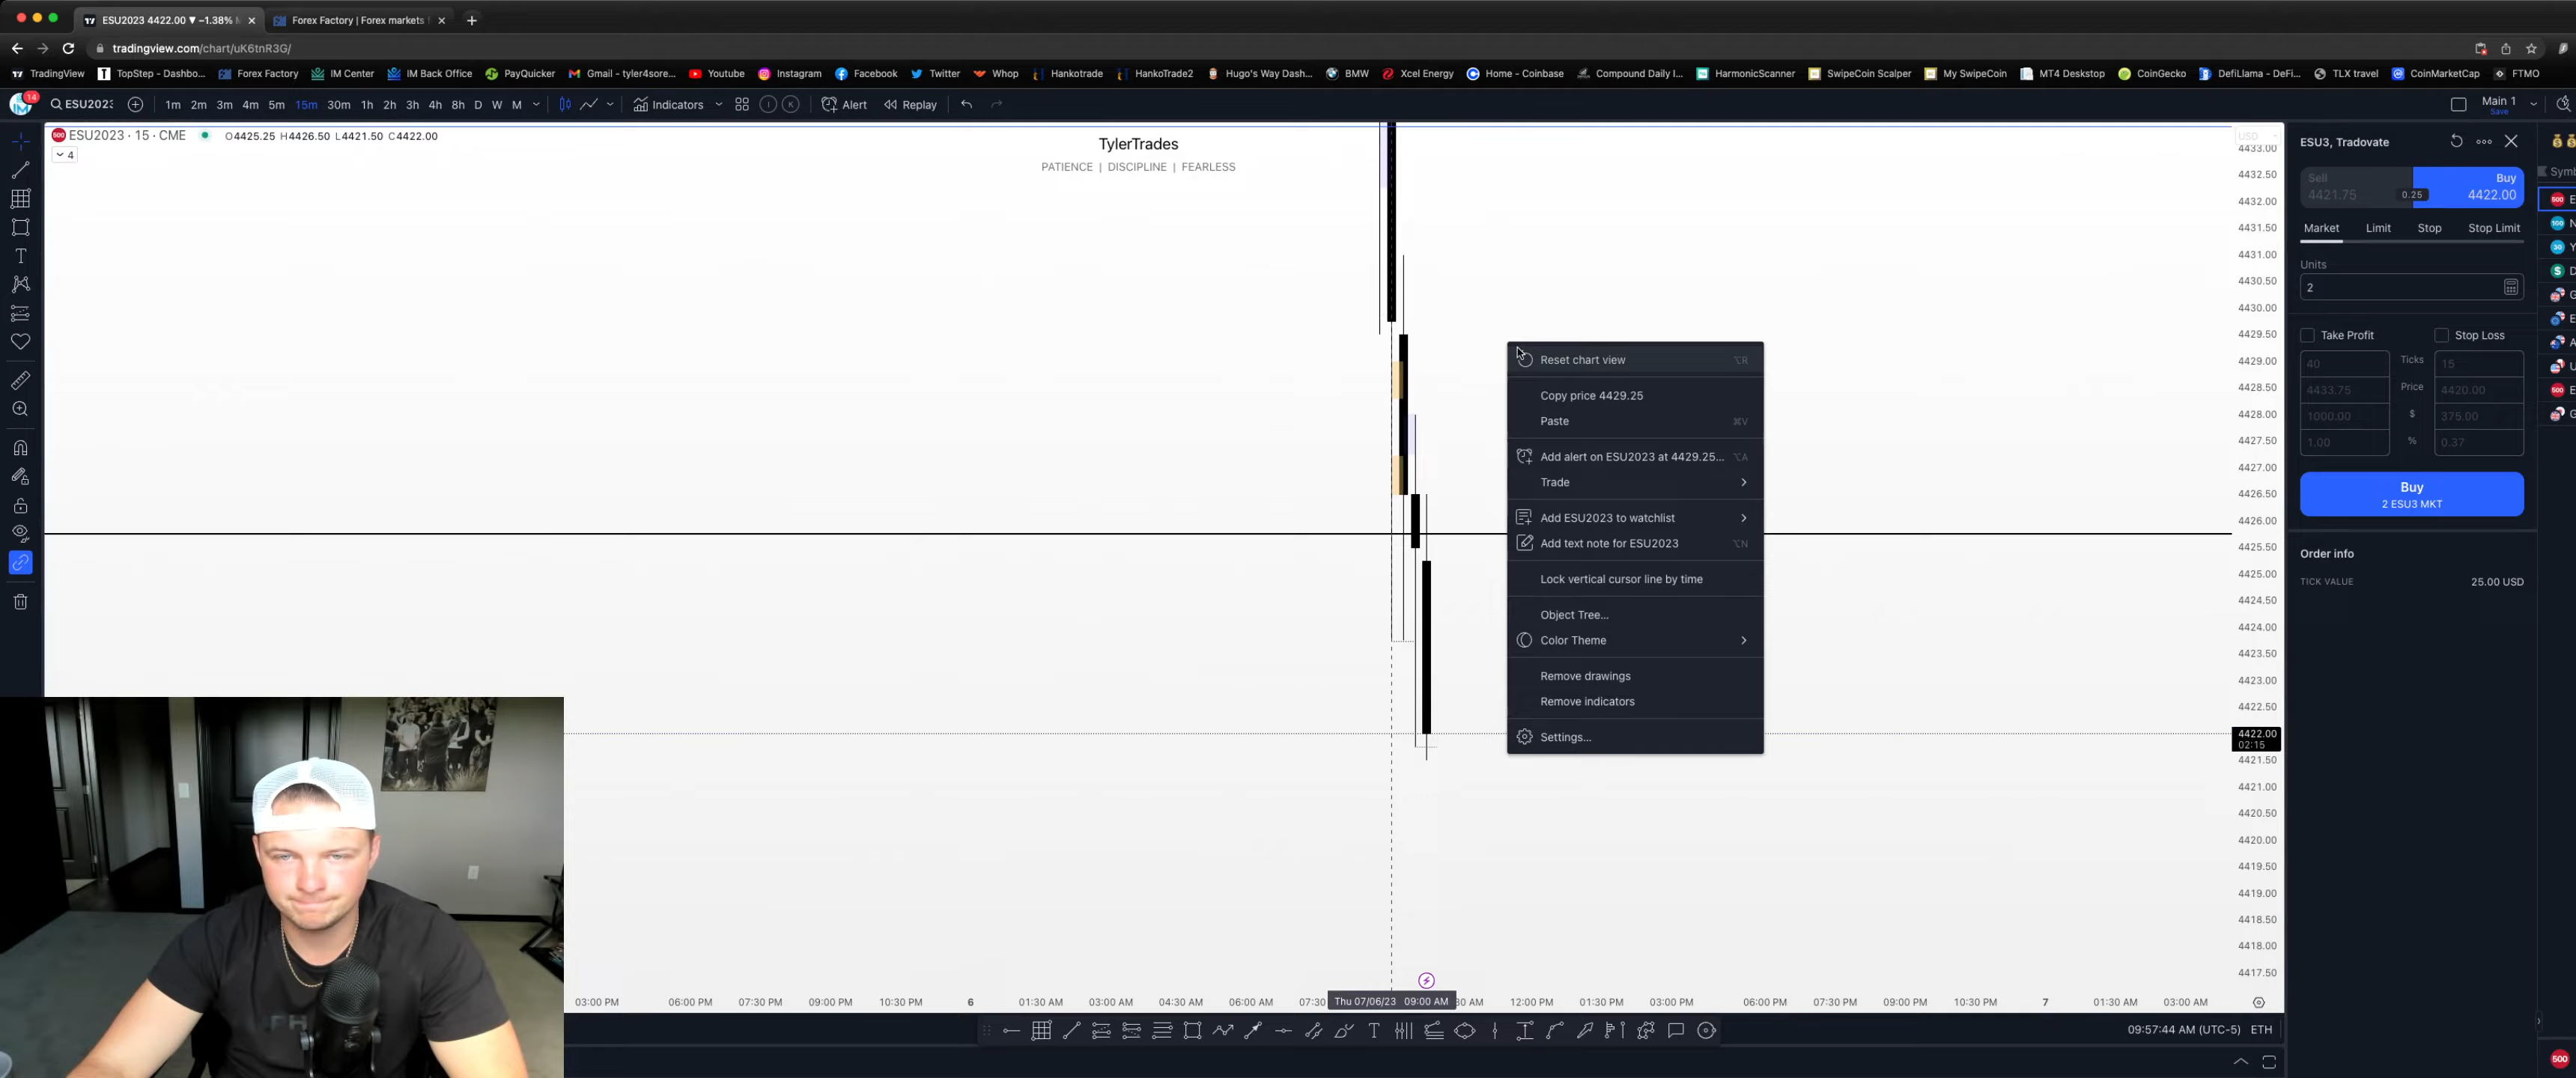 ESU2023 4422.00 ▼ −1.38%
Forex Factory | Forex markets
tradingview.com/chart/uK6tnR3G/
TradingView TopStep - Dashbo... Forex Factory IM Center IM Back Office PayQuicker Gmail - tyler4sore... Youtube Instagram Facebook Twitter Whop Hankotrade HankoTrade2 Hugo's Way Dash... BMW Xcel Energy Home - Coinbase Compound Daily I... HarmonicScanner SwipeCoin Scalper My SwipeCoin MT4 Deskstop CoinGecko DefiLlama - DeFi... TLX travel CoinMarketCap FTMO
14 ESU2023 1m 2m 3m 4m 5m 15m 30m 1h 2h 3h 4h 8h D W M Indicators I K Alert Replay Main 1
Save
ESU2023 · 15 · CME O4425.25 H4426.50 L4421.50 C4422.00
4
TylerTrades
PATIENCE | DISCIPLINE | FEARLESS
Reset chart view ⌥R
Copy price 4429.25
Paste ⌘V
Add alert on ESU2023 at 4429.25... ⌥A
Trade
Add ESU2023 to watchlist
Add text note for ESU2023 ⌥N
Lock vertical cursor line by time
Object Tree...
Color Theme
Remove drawings
Remove indicators
Settings...
USD
4433.00
4432.50
4432.00
4431.50
4431.00
4430.50
4430.00
4429.50
4429.00
4428.50
4428.00
4427.50
4427.00
4426.50
4426.00
4425.50
4425.00
4424.50
4424.00
4423.50
4423.00
4422.50
4422.00
02:15
4421.50
4421.00
4420.50
4420.00
4419.50
4419.00
4418.50
4418.00
4417.50
ESU3, Tradovate
Sell Buy
4421.75 0.25 4422.00
Market Limit Stop Stop Limit
Units
2
Take Profit Stop Loss
40 Ticks 15
4433.75 Price 4420.00
1000.00 $ 375.00
1.00 % 0.37
Buy
2 ESU3 MKT
Order info
TICK VALUE 25.00 USD
Symb
03:00 PM 06:00 PM 07:30 PM 09:00 PM 10:30 PM 6 01:30 AM 03:00 AM 04:30 AM 06:00 AM 07:30 Thu 07/06/23 09:00 AM 30 AM 12:00 PM 01:30 PM 03:00 PM 06:00 PM 07:30 PM 09:00 PM 10:30 PM 7 01:30 AM 03:00 AM
09:57:44 AM (UTC-5) ETH
500